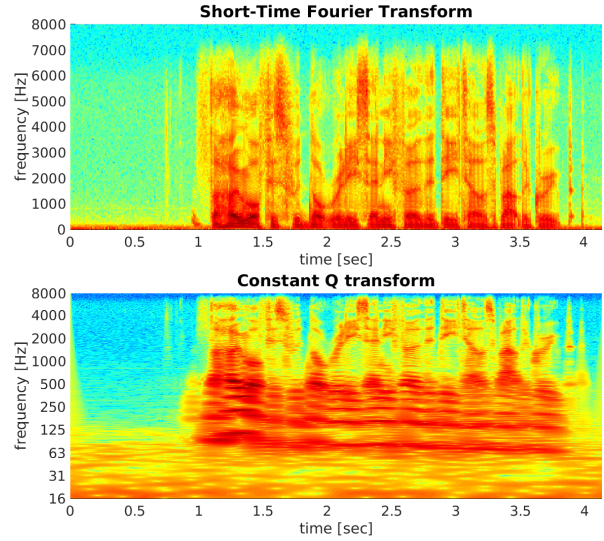 Short-Time Fourier Transform
8000
7000
6000
5000
4000
3000
2000
1000
0
frequency [Hz]
0 0.5 1 1.5 2 2.5 3 3.5 4
time [sec]
Constant Q transform
8000
4000
2000
1000
500
250
125
63
31
16
frequency [Hz]
0 0.5 1 1.5 2 2.5 3 3.5 4
time [sec]